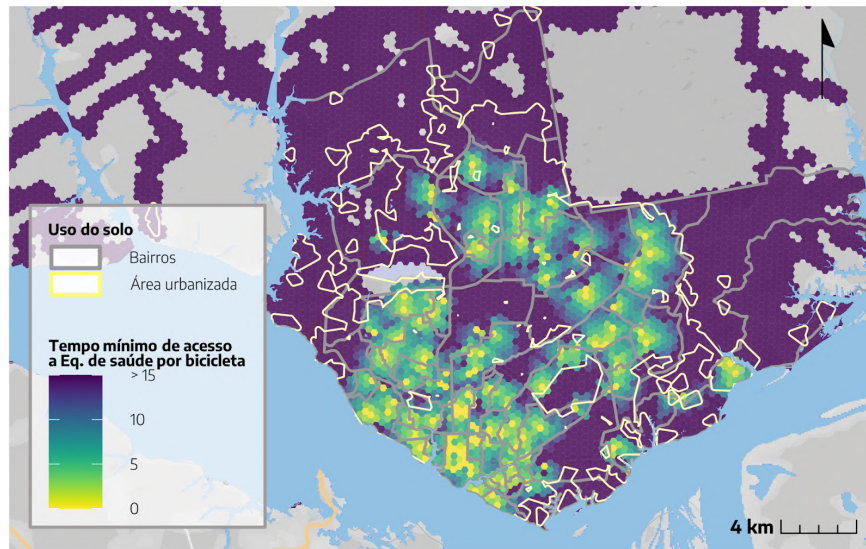 Uso do solo
Bairros
Área urbanizada
Tempo mínimo de acesso
a Eq. de saúde por bicicleta
> 15
10
5
0
4 km